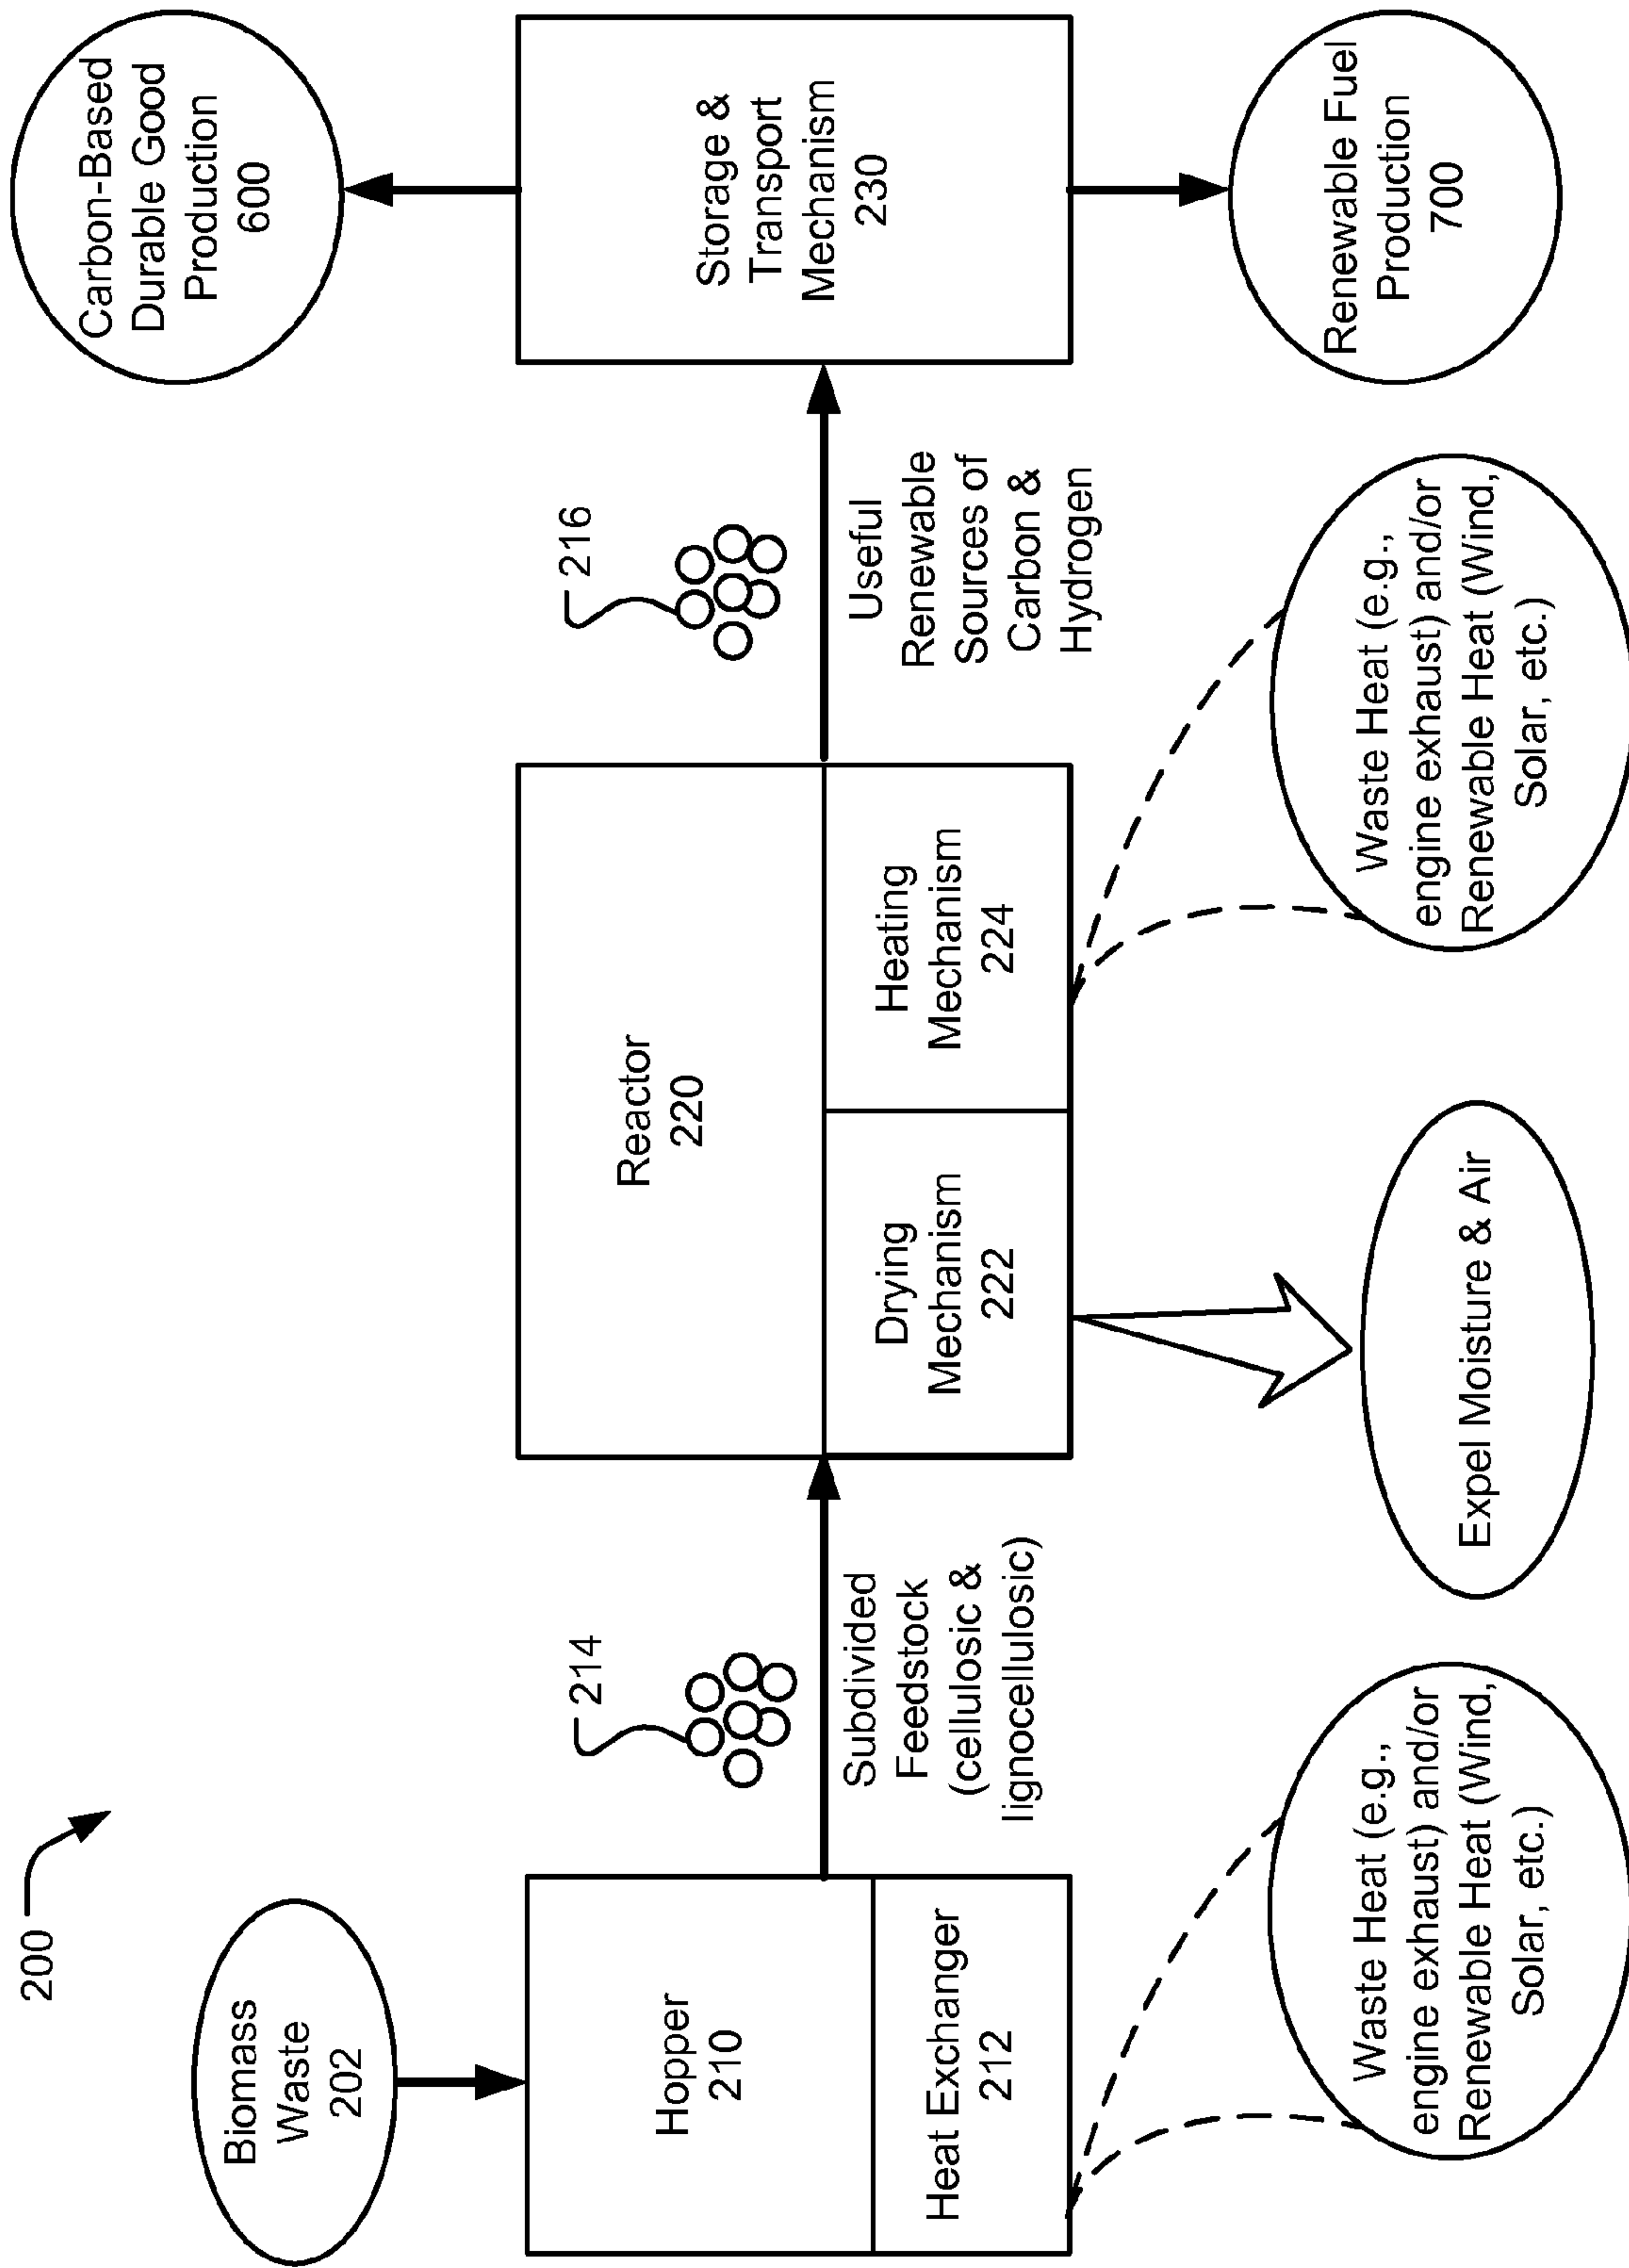 200
Biomass
Waste
202
Hopper
210
Heat Exchanger
212
Waste Heat (e.g.,
engine exhaust) and/or
Renewable Heat (Wind,
Solar, etc.)
214
Subdivided
Feedstock
(cellulosic &
lignocellulosic)
Reactor
220
Drying
Mechanism
222
Heating
Mechanism
224
Expel Moisture & Air
Waste Heat (e.g.,
engine exhaust) and/or
Renewable Heat (Wind,
Solar, etc.)
216
Useful
Renewable
Sources of
Carbon &
Hydrogen
Carbon-Based
Durable Good
Production
600
Storage &
Transport
Mechanism
230
Renewable Fuel
Production
700